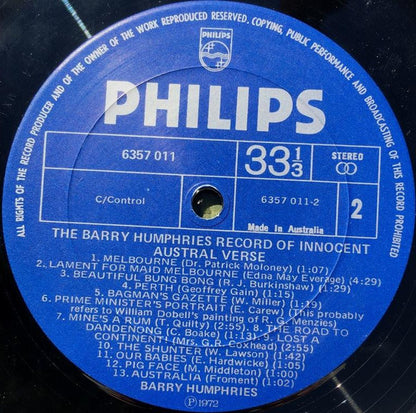 ALL RIGHTS OF THE RECORD PRODUCER AND OF THE OWNER OF THE WORK REPRODUCED RESERVED. COPYING, PUBLIC PERFORMANCE AND BROADCASTING OF THIS RECORD PROHIBITED
PHILIPS
PHILIPS
6357 011
33 1/3
STEREO
C/Control
6357 011-2
Made in Australia
2
THE BARRY HUMPHRIES RECORD OF INNOCENT
AUSTRAL VERSE
1. MELBOURNE (Dr. Patrick Moloney) (1:07)
2. LAMENT FOR MAID MELBOURNE (Edna May Everage) (4:29)
3. BEAUTIFUL BUNG BONG (R. J. Burkinshaw) (1:29)
4. PERTH (Geoffrey Gain) (1:15)
5. BAGMAN'S GAZETTE (W. Miller) (1:19)
6. PRIME MINISTER'S PORTRAIT (E. Carew) (This probably
refers to William Dobell's painting of R. G. Menzies)
7. MINE'S A RUM (T. Quilty) (2:55) 8. THE ROAD TO
DANDENONG (C. Boake) (1:13) 9. LOST A
CONTINENT! (Mrs. G.R. Coxhead) (2:55)
10. THE SHUNTER (W. Lawson) (1:42)
11. OUR BABIES (E. Hardwicke) (1:05)
12. PIG FACE (M. Middleton) (1:00)
13. AUSTRALIA (Froment) (1:02)
BARRY HUMPHRIES
Ⓟ 1972